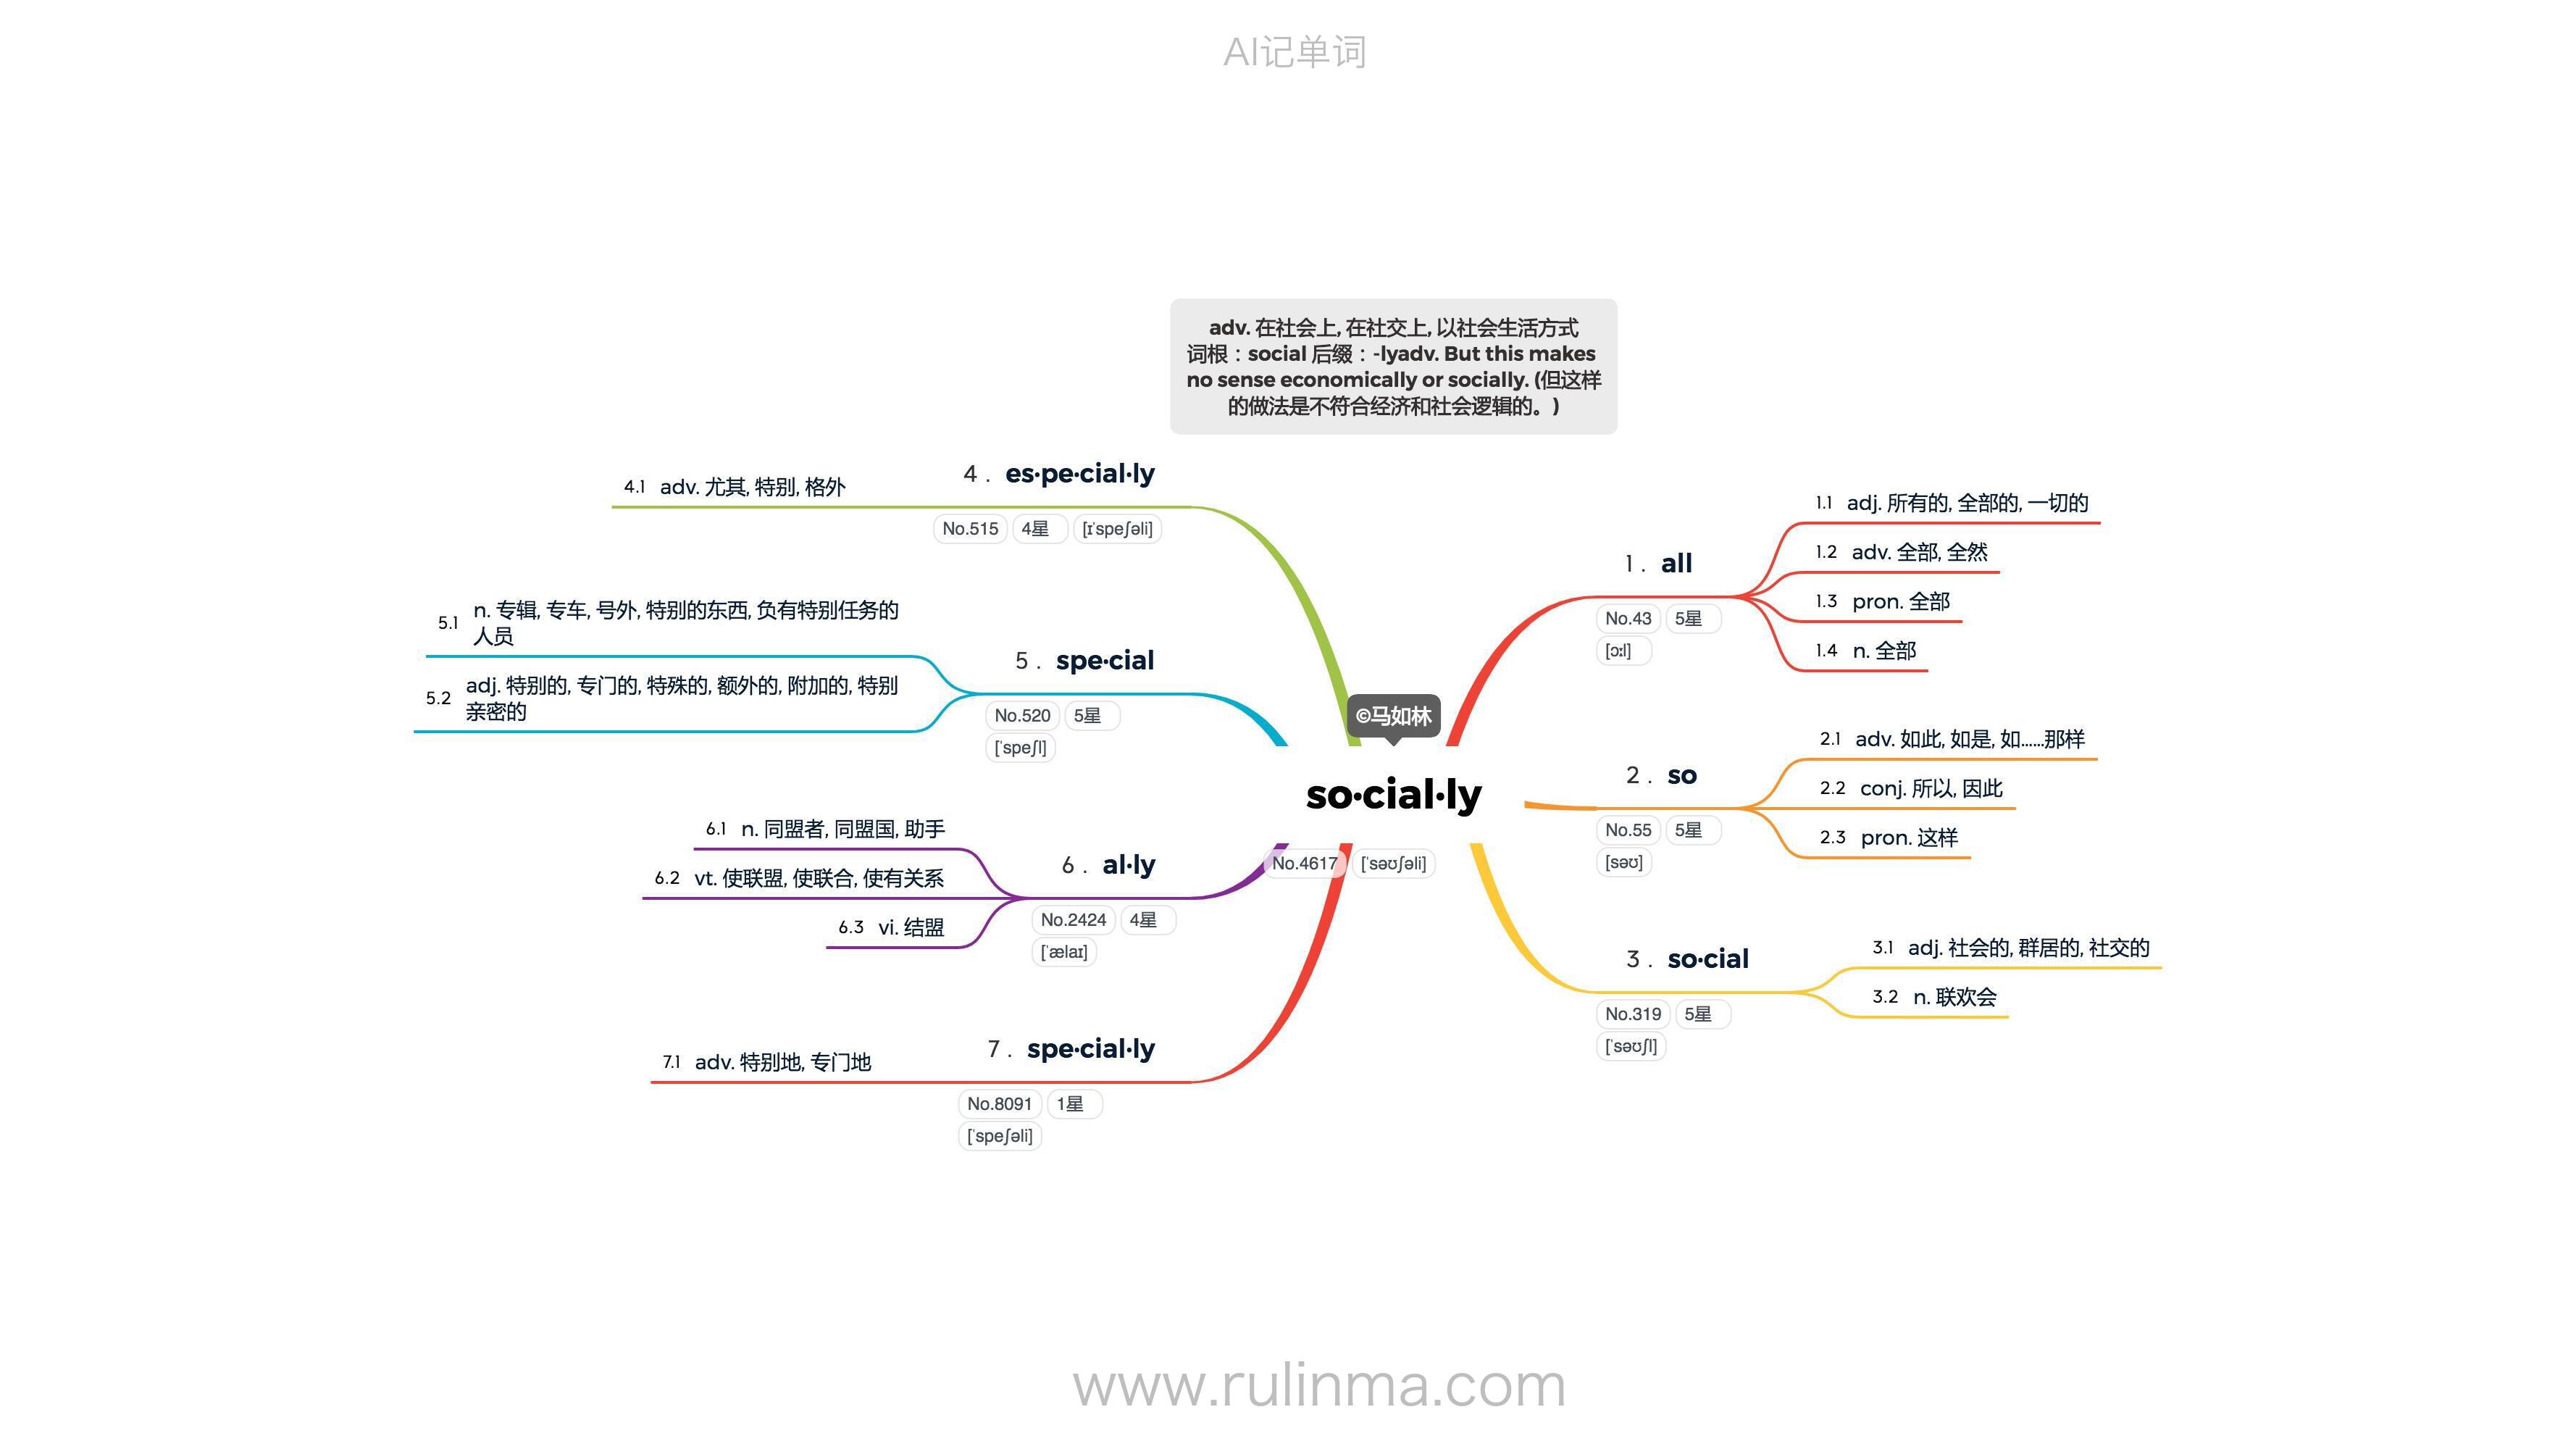 AI记单词
adv. 在社会上, 在社交上, 以社会生活方式
词根：social 后缀：-lyadv. But this makes
no sense economically or socially. (但这样
的做法是不符合经济和社会逻辑的。)
©马如林
so·cial·ly
No.4617 [ˈsəʊʃəli]
1. all
No.43 5星
[ɔːl]
1.1 adj. 所有的, 全部的, 一切的
1.2 adv. 全部, 全然
1.3 pron. 全部
1.4 n. 全部
2. so
No.55 5星
[səʊ]
2.1 adv. 如此, 如是, 如……那样
2.2 conj. 所以, 因此
2.3 pron. 这样
3. so·cial
No.319 5星
[ˈsəʊʃl]
3.1 adj. 社会的, 群居的, 社交的
3.2 n. 联欢会
4. es·pe·cial·ly
No.515 4星 [ɪˈspeʃəli]
4.1 adv. 尤其, 特别, 格外
5. spe·cial
No.520 5星
[ˈspeʃl]
5.1 n. 专辑, 专车, 号外, 特别的东西, 负有特别任务的
人员
5.2 adj. 特别的, 专门的, 特殊的, 额外的, 附加的, 特别
亲密的
6. al·ly
No.2424 4星
[ˈælaɪ]
6.1 n. 同盟者, 同盟国, 助手
6.2 vt. 使联盟, 使联合, 使有关系
6.3 vi. 结盟
7. spe·cial·ly
No.8091 1星
[ˈspeʃəli]
7.1 adv. 特别地, 专门地
www.rulinma.com